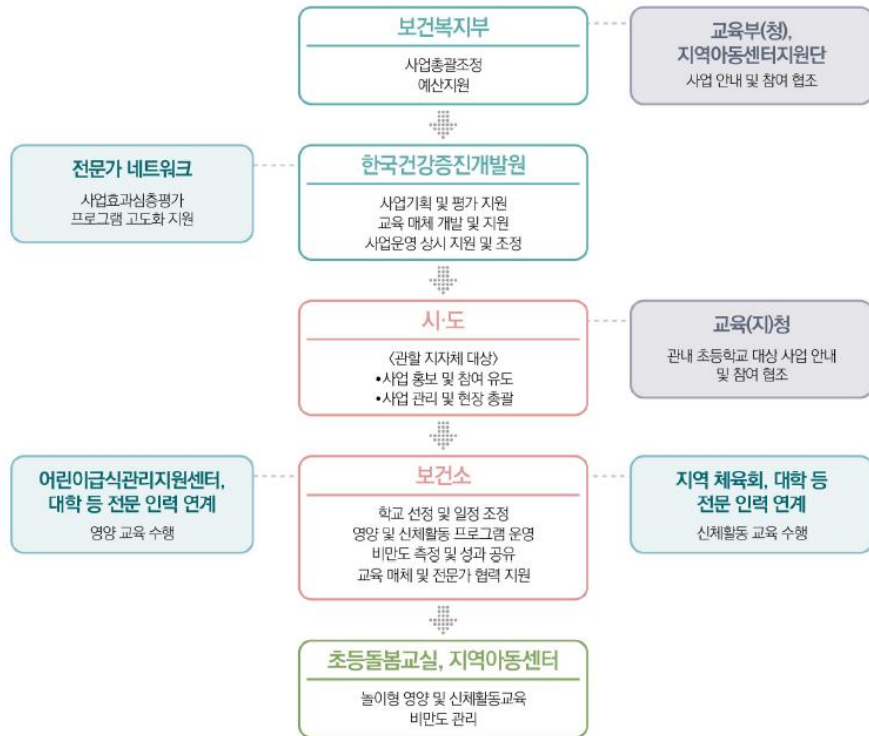 보건복지부
사업총괄조정
예산지원
교육부(청),
지역아동센터지원단
사업 안내 및 참여 협조
전문가 네트워크
사업효과심층평가
프로그램 고도화 지원
한국건강증진개발원
사업기획 및 평가 지원
교육 매체 개발 및 지원
사업운영 상시 지원 및 조정
시·도
〈관할 지자체 대상〉
•사업 홍보 및 참여 유도
•사업 관리 및 현장 총괄
교육(지)청
관내 초등학교 대상 사업 안내
및 참여 협조
어린이급식관리지원센터,
대학 등 전문 인력 연계
영양 교육 수행
보건소
학교 선정 및 일정 조정
영양 및 신체활동 프로그램 운영
비만도 측정 및 성과 공유
교육 매체 및 전문가 협력 지원
지역 체육회, 대학 등
전문 인력 연계
신체활동 교육 수행
초등돌봄교실, 지역아동센터
놀이형 영양 및 신체활동교육
비만도 관리